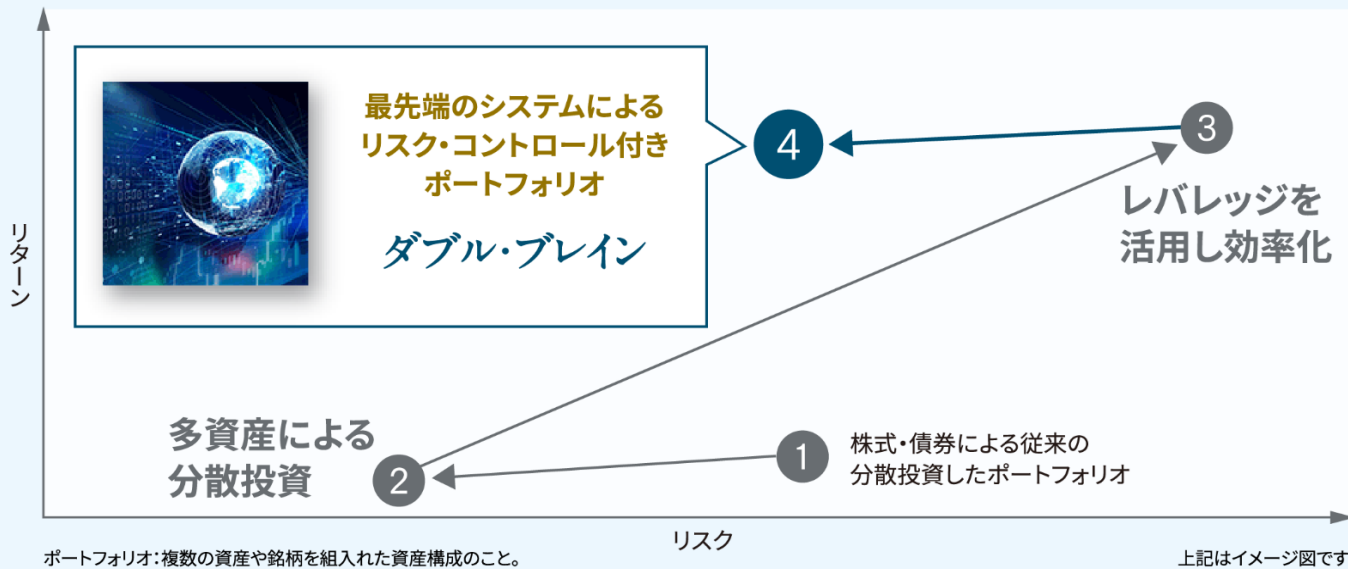 最先端のシステムによる
リスク・コントロール付き
ポートフォリオ
ダブル・ブレイン
4
3
レバレッジを
活用し効率化
リターン
多資産による
分散投資
2
1
株式・債券による従来の
分散投資したポートフォリオ
リスク
ポートフォリオ：複数の資産や銘柄を組入れた資産構成のこと。
上記はイメージ図です